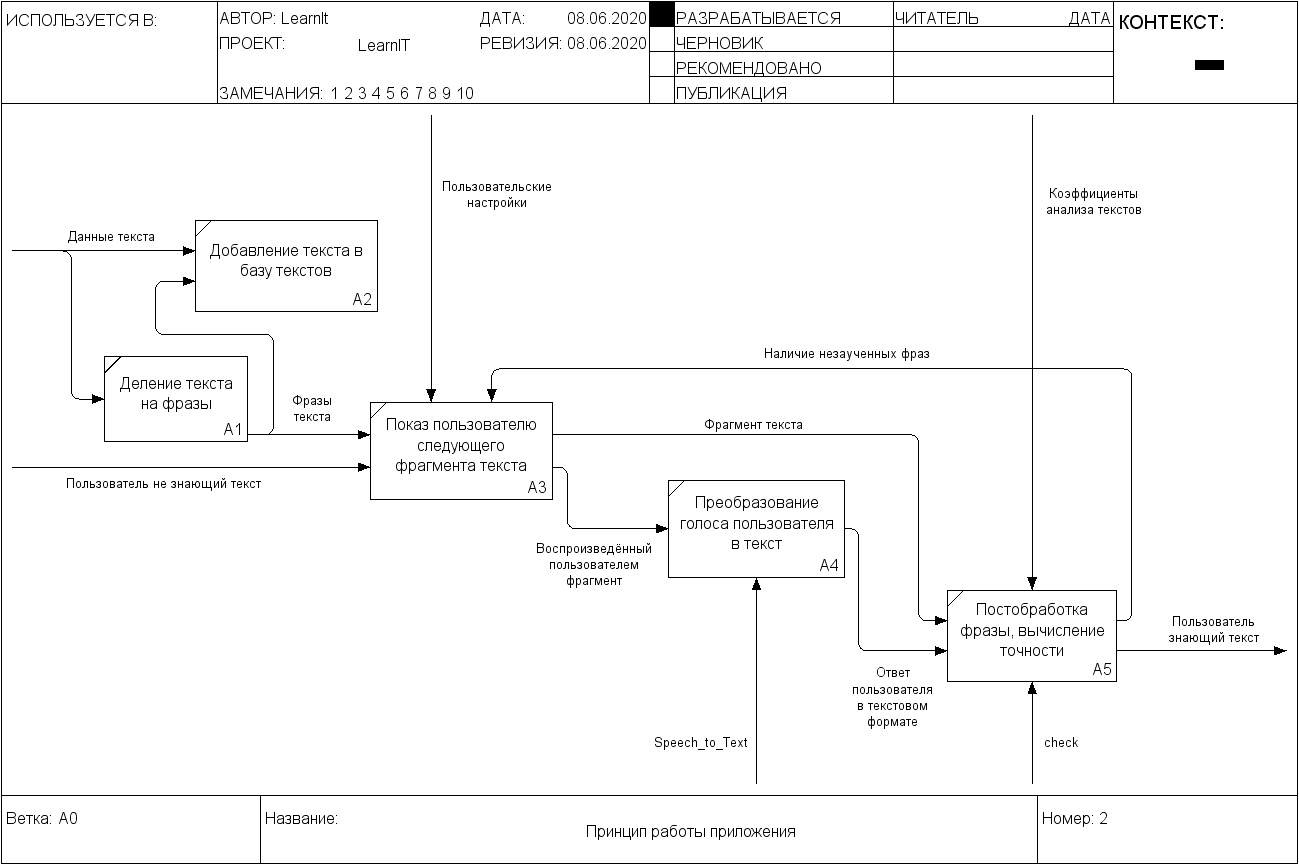 ИСПОЛЬЗУЕТСЯ В:
АВТОР: LearnIt
ДАТА: 08.06.2020
ПРОЕКТ: LearnIT
РЕВИЗИЯ: 08.06.2020
ЗАМЕЧАНИЯ: 1 2 3 4 5 6 7 8 9 10
РАЗРАБАТЫВАЕТСЯ
ЧЕРНОВИК
РЕКОМЕНДОВАНО
ПУБЛИКАЦИЯ
ЧИТАТЕЛЬ ДАТА
КОНТЕКСТ:
Пользовательские
настройки
Коэффициенты
анализа текстов
Данные текста
Добавление текста в
базу текстов
A2
Деление текста
на фразы
A1
Фразы
текста
Наличие незаученных фраз
Показ пользователю
следующего
фрагмента текста
A3
Фрагмент текста
Пользователь не знающий текст
Преобразование
голоса пользователя
в текст
A4
Воспроизведённый
пользователем
фрагмент
Постобработка
фразы, вычисление
точности
A5
Пользователь
знающий текст
Ответ
пользователя
в текстовом
формате
Speech_to_Text
check
Ветка: A0
Название:
Принцип работы приложения
Номер: 2